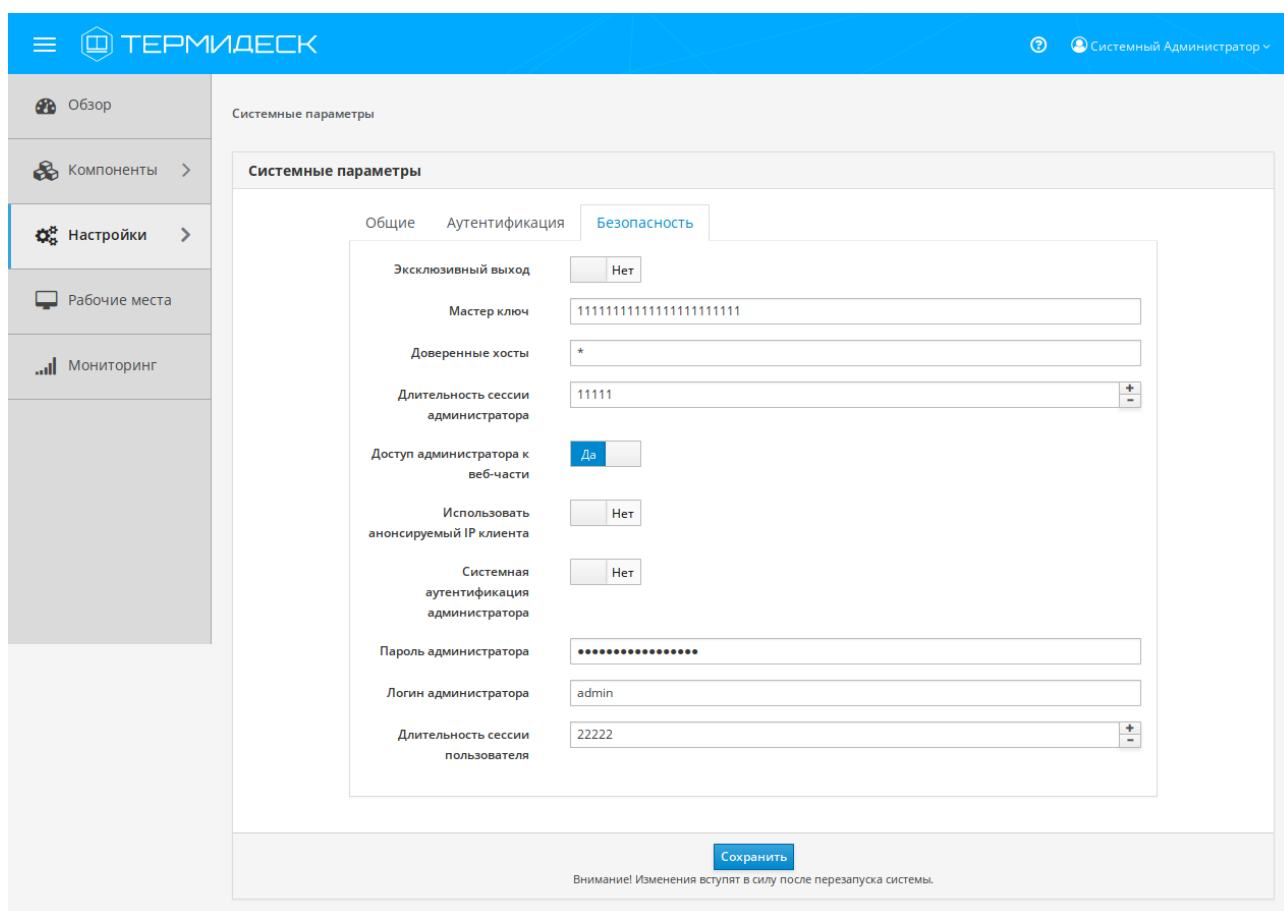 ТЕРМИДЕСК
Системный Администратор
Обзор
Компоненты
Настройки
Рабочие места
Мониторинг
Системные параметры
Системные параметры
Общие Аутентификация Безопасность
Эксклюзивный выход Нет
Мастер ключ 11111111111111111111111
Доверенные хосты *
Длительность сессии 11111
администратора
Доступ администратора к Да
веб-части
Использовать Нет
анонсируемый IP клиента
Системная Нет
аутентификация
администратора
Пароль администратора •••••••••••••••••
Логин администратора admin
Длительность сессии 22222
пользователя
Сохранить
Внимание! Изменения вступят в силу после перезапуска системы.